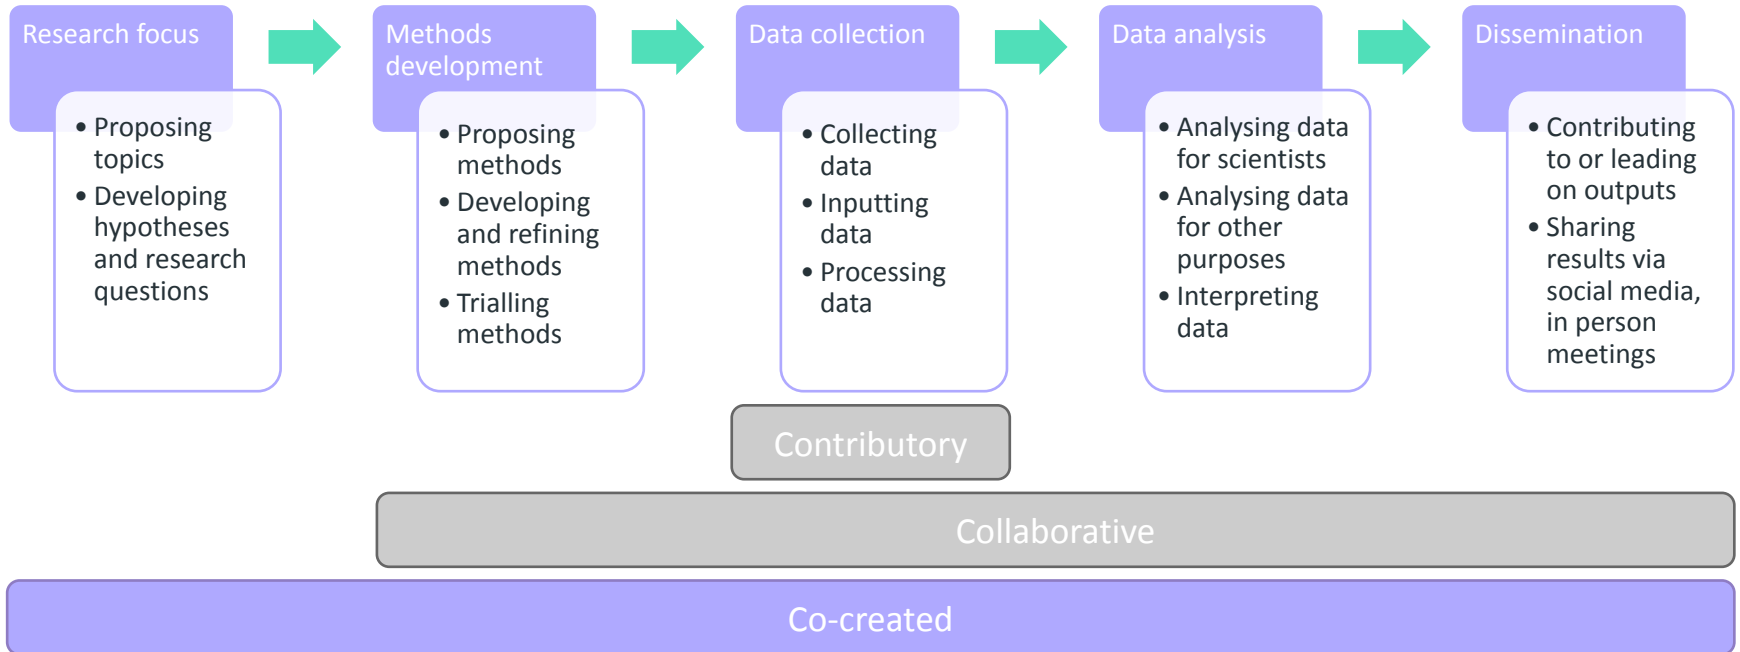 Research focus
• Proposing
topics
• Developing
hypotheses
and research
questions
Methods
development
• Proposing
methods
• Developing
and refining
methods
• Trialling
methods
Data collection
• Collecting
data
• Inputting
data
• Processing
data
Data analysis
• Analysing data
for scientists
• Analysing data
for other
purposes
• Interpreting
data
Dissemination
• Contributing
to or leading
on outputs
• Sharing
results via
social media,
in person
meetings
Contributory
Collaborative
Co-created